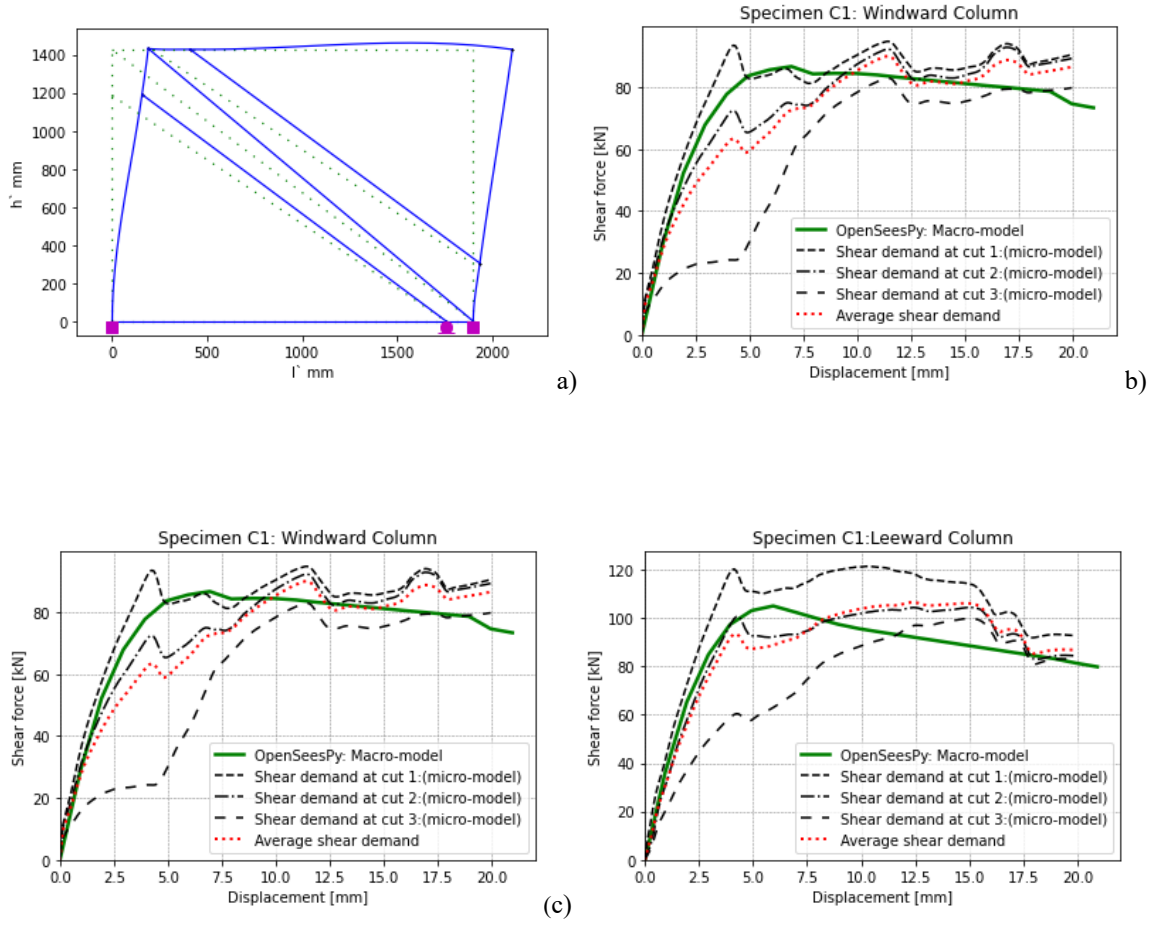 1400
1200
1000
800
600
400
200
0
h` mm
0
500
1000
1500
2000
l` mm
a)
Specimen C1: Windward Column
80
60
40
20
0
Shear force [kN]
OpenSeesPy: Macro-model
Shear demand at cut 1:(micro-model)
Shear demand at cut 2:(micro-model)
Shear demand at cut 3:(micro-model)
Average shear demand
0.0
2.5
5.0
7.5
10.0
12.5
15.0
17.5
20.0
Displacement [mm]
b)
Specimen C1: Windward Column
80
60
40
20
0
Shear force [kN]
OpenSeesPy: Macro-model
Shear demand at cut 1:(micro-model)
Shear demand at cut 2:(micro-model)
Shear demand at cut 3:(micro-model)
Average shear demand
0.0
2.5
5.0
7.5
10.0
12.5
15.0
17.5
20.0
Displacement [mm]
(c)
Specimen C1:Leeward Column
120
100
80
60
40
20
0
Shear force [kN]
OpenSeesPy: Macro-model
Shear demand at cut 1:(micro-model)
Shear demand at cut 2:(micro-model)
Shear demand at cut 3:(micro-model)
Average shear demand
0.0
2.5
5.0
7.5
10.0
12.5
15.0
17.5
20.0
Displacement [mm]